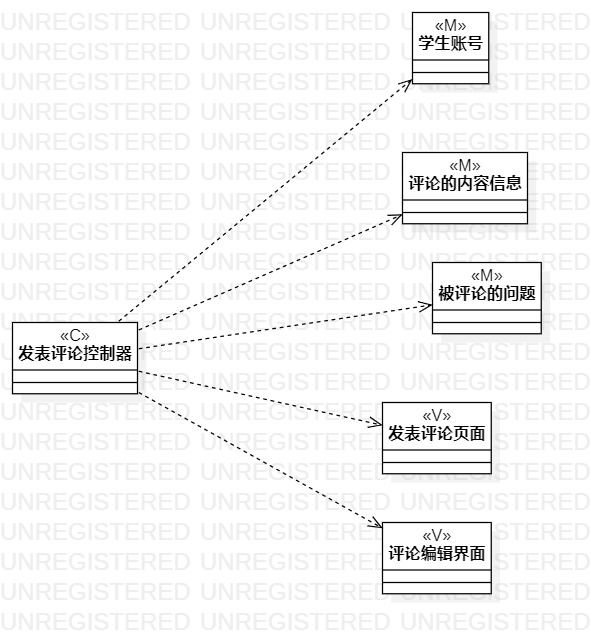 «M»
学生账号
«M»
评论的内容信息
«M»
被评论的问题
«C»
发表评论控制器
«V»
发表评论页面
«V»
评论编辑界面
UNREGISTERED UNREGISTERED UNREGISTERED